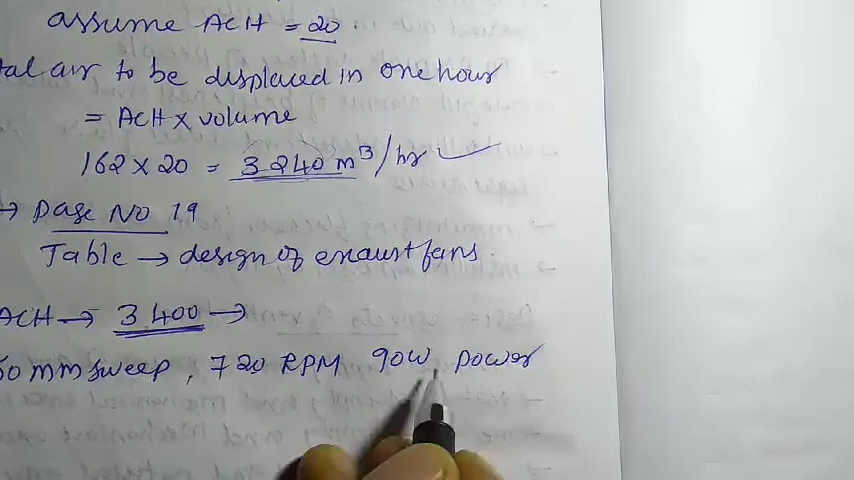 assume ACH = 20
tal air to be displaced in one hour
= ACH x volume
162 x 20 = 3240 m³/hr
→ Page No 19
Table → design of exaust fans
ACH → 3400 →
50 mm sweep, 720 RPM 90W power